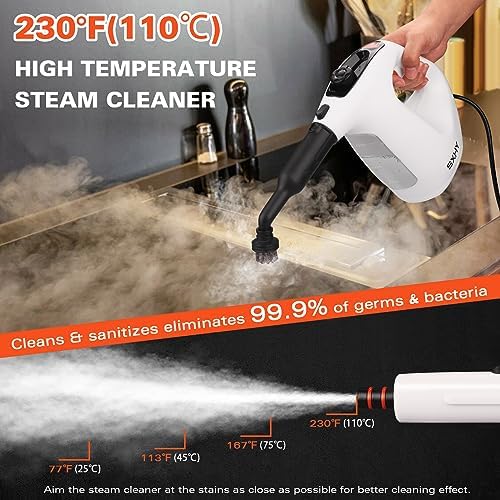 230°F(110℃)
HIGH TEMPERATURE
STEAM CLEANER
SXHY
Cleans & sanitizes eliminates 99.9% of germs & bacteria
230°F (110℃)
167°F (75℃)
113°F (45℃)
77°F (25℃)
Aim the steam cleaner at the stains as close as possible for better cleaning effect.